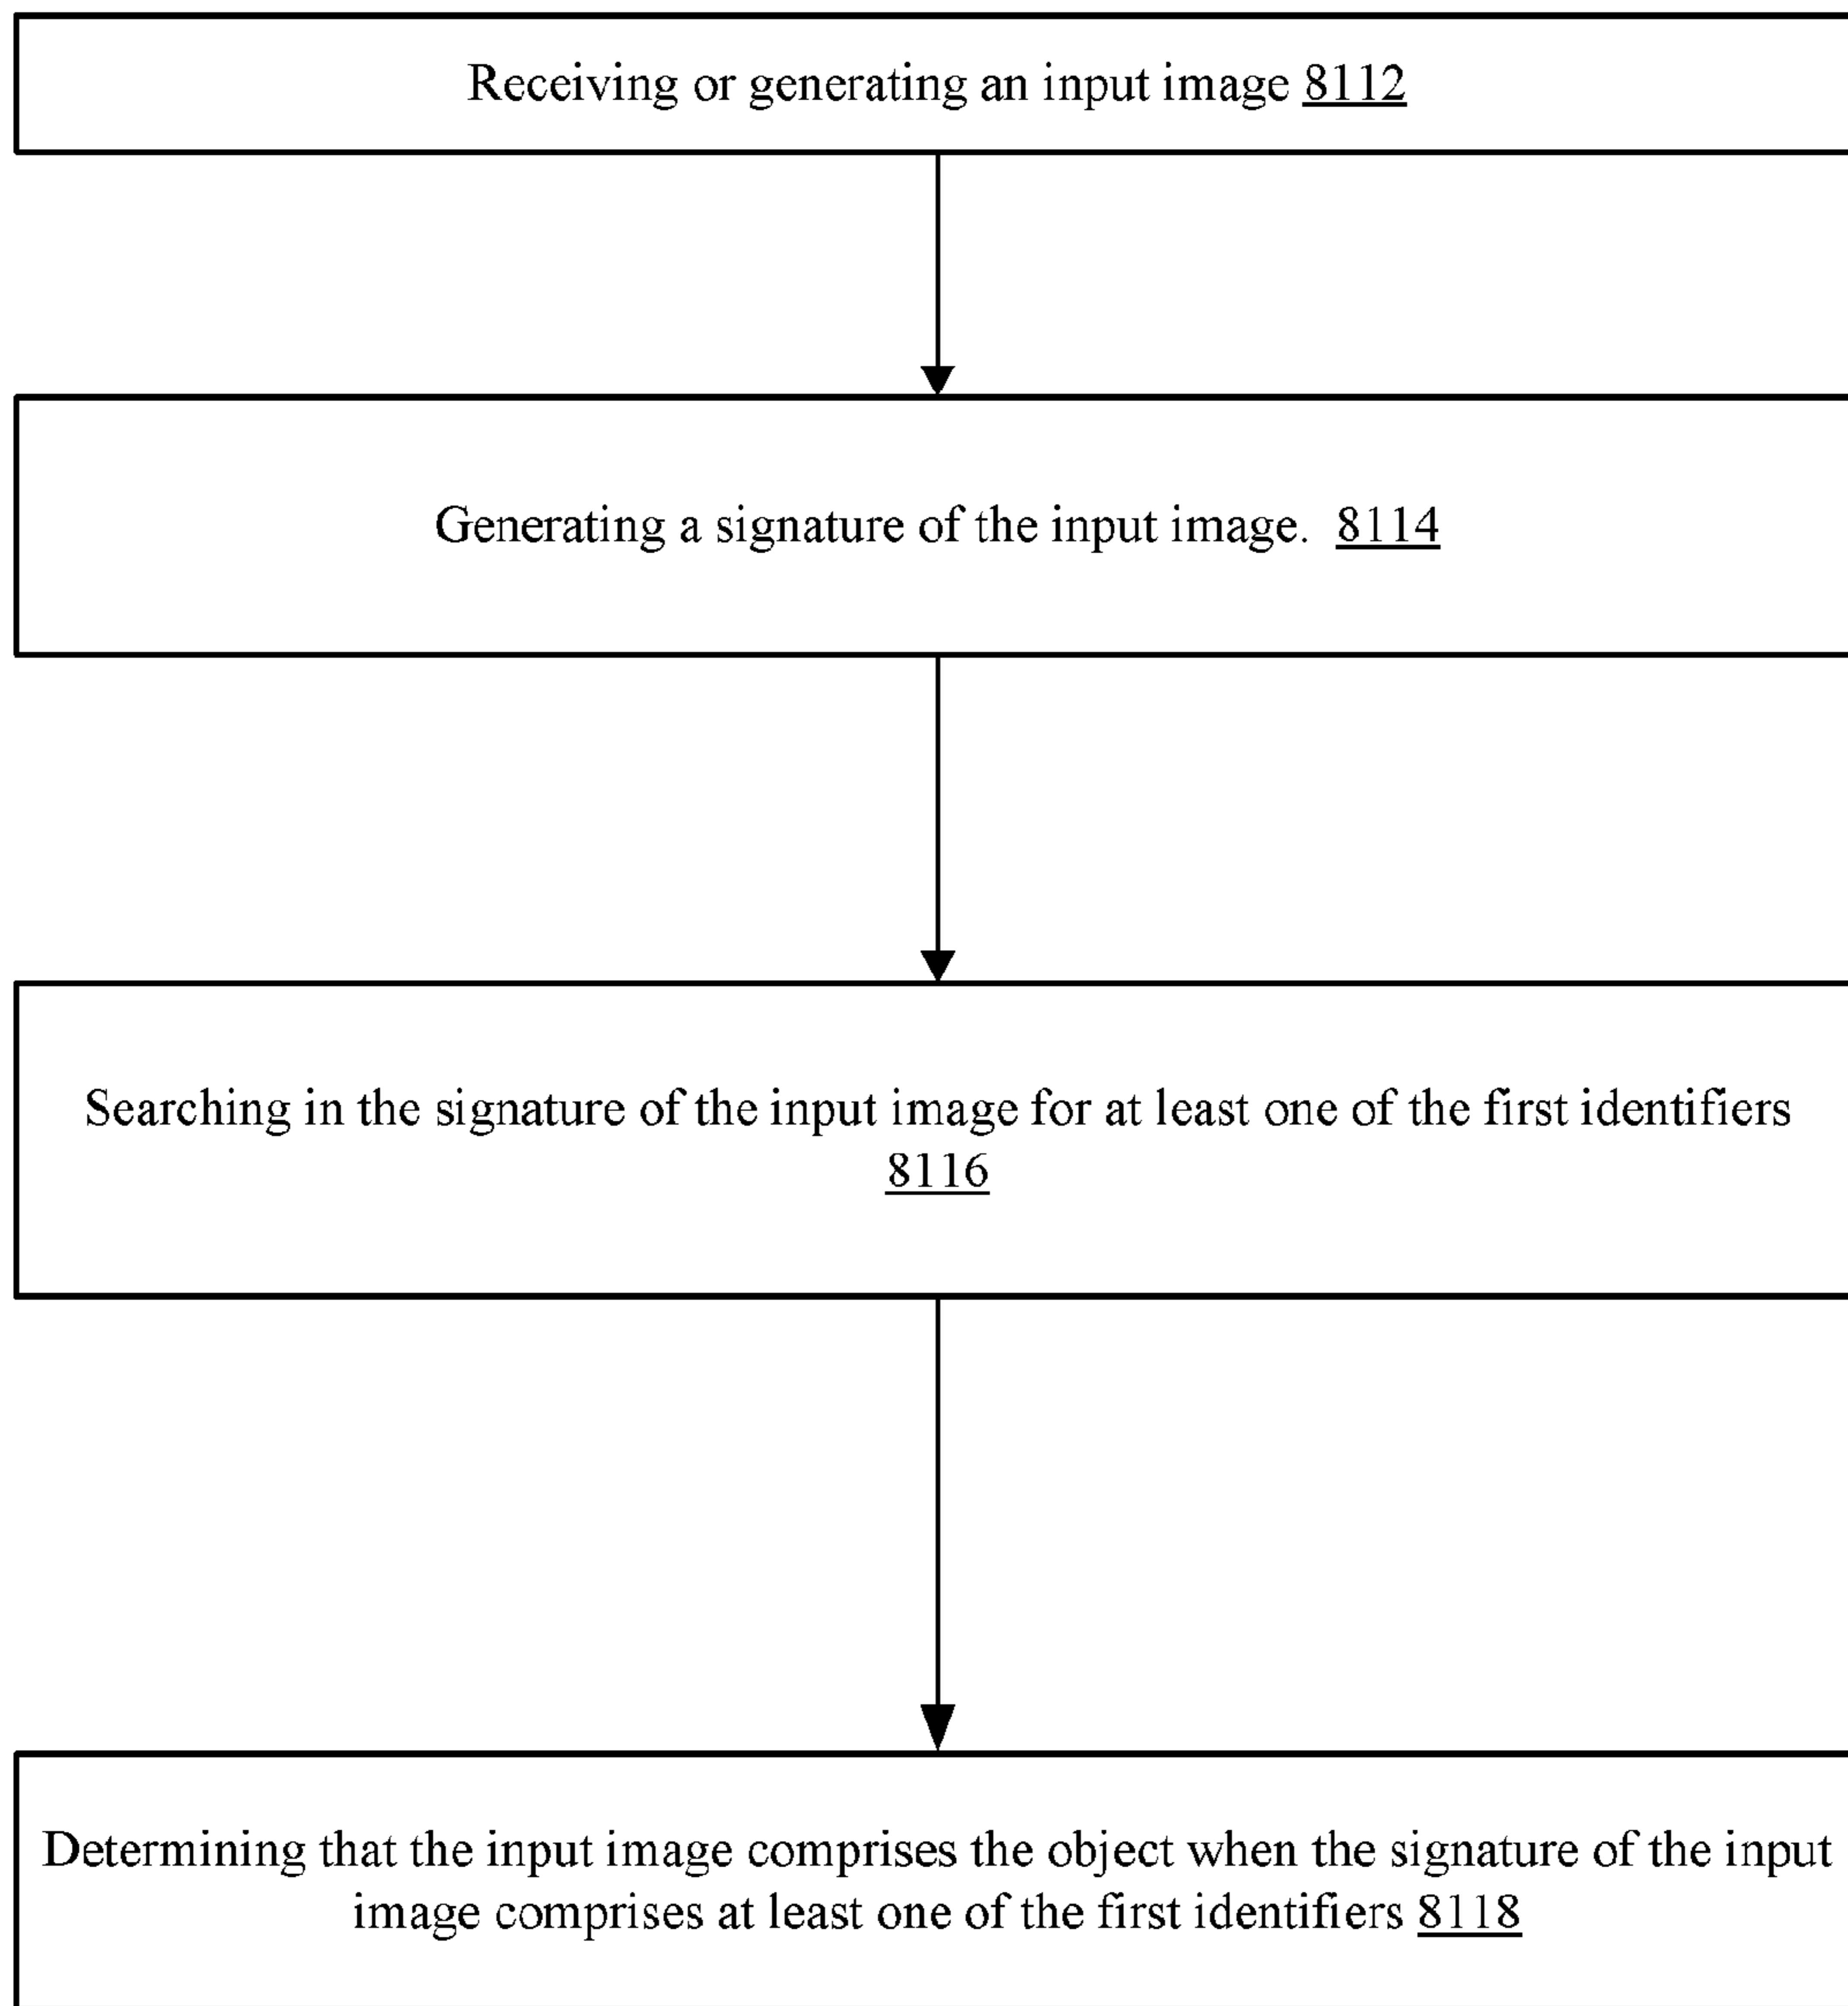 Receiving or generating an input image 8112
Generating a signature of the input image.  8114
Searching in the signature of the input image for at least one of the first identifiers
8116
Determining that the input image comprises the object when the signature of the input
image comprises at least one of the first identifiers 8118